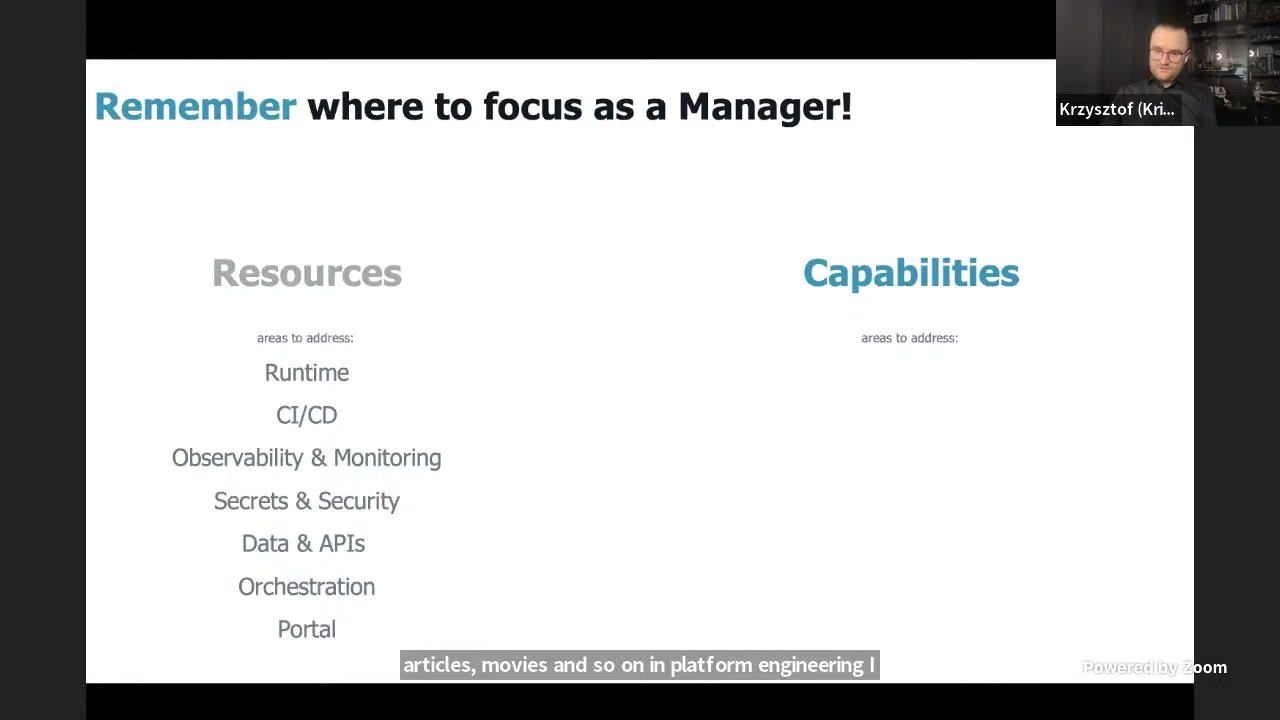 Remember where to focus as a Manager!
Krzysztof (Kri...
Resources
Capabilities
areas to address:
areas to address:
Runtime
CI/CD
Observability & Monitoring
Secrets & Security
Data & APIs
Orchestration
Portal
articles, movies and so on in platform engineering I
Powered by Zoom